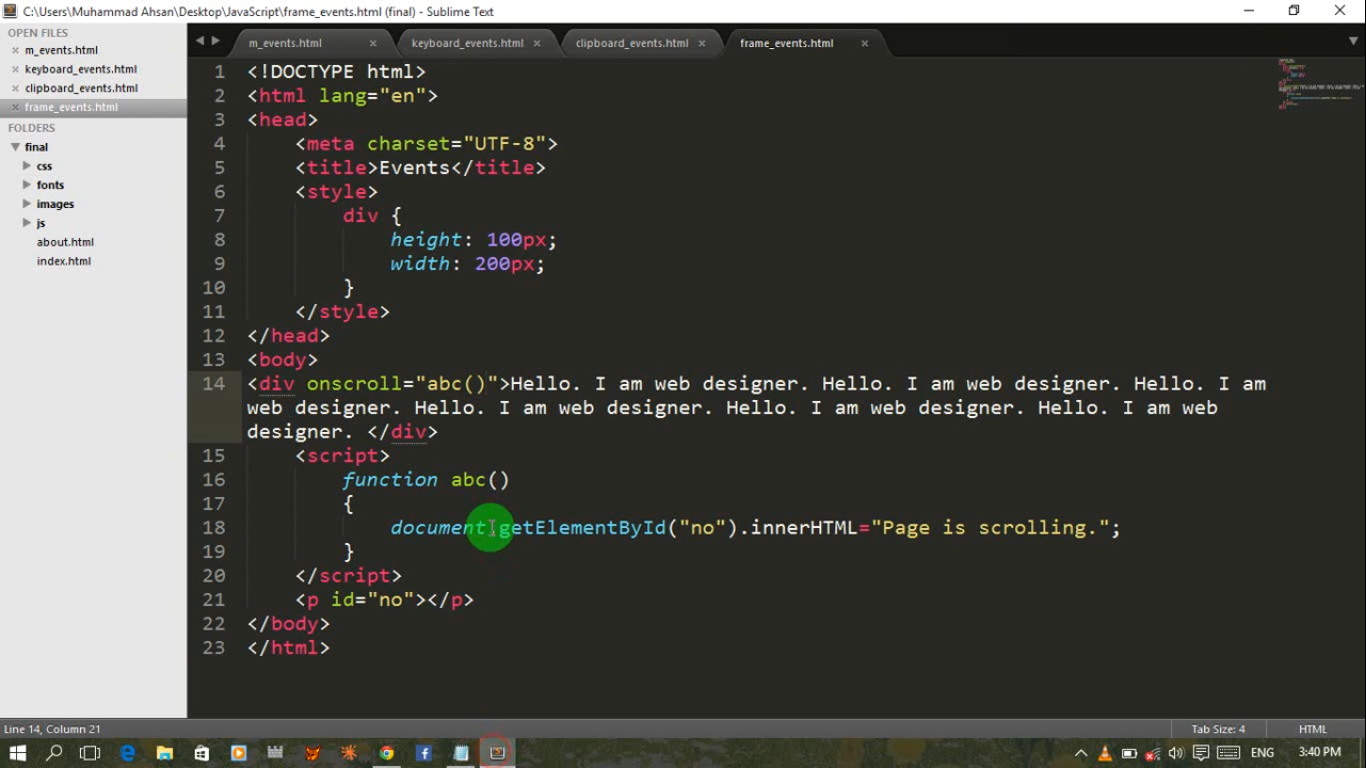 C:\Users\Muhammad Ahsan\Desktop\JavaScript\frame_events.html (final) - Sublime Text
OPEN FILES
m_events.html
keyboard_events.html
clipboard_events.html
frame_events.html
FOLDERS
final
css
fonts
images
js
about.html
index.html
m_events.html keyboard_events.html clipboard_events.html frame_events.html
1 <!DOCTYPE html>
2 <html lang="en">
3 <head>
4 <meta charset="UTF-8">
5 <title>Events</title>
6 <style>
7 div {
8 height: 100px;
9 width: 200px;
10 }
11 </style>
12 </head>
13 <body>
14 <div onscroll="abc()">Hello. I am web designer. Hello. I am web designer. Hello. I am
web designer. Hello. I am web designer. Hello. I am web designer. Hello. I am web
designer. </div>
15 <script>
16 function abc()
17 {
18 document.getElementById("no").innerHTML="Page is scrolling.";
19 }
20 </script>
21 <p id="no"></p>
22 </body>
23 </html>
Line 14, Column 21
Tab Size: 4
HTML
ENG
3:40 PM